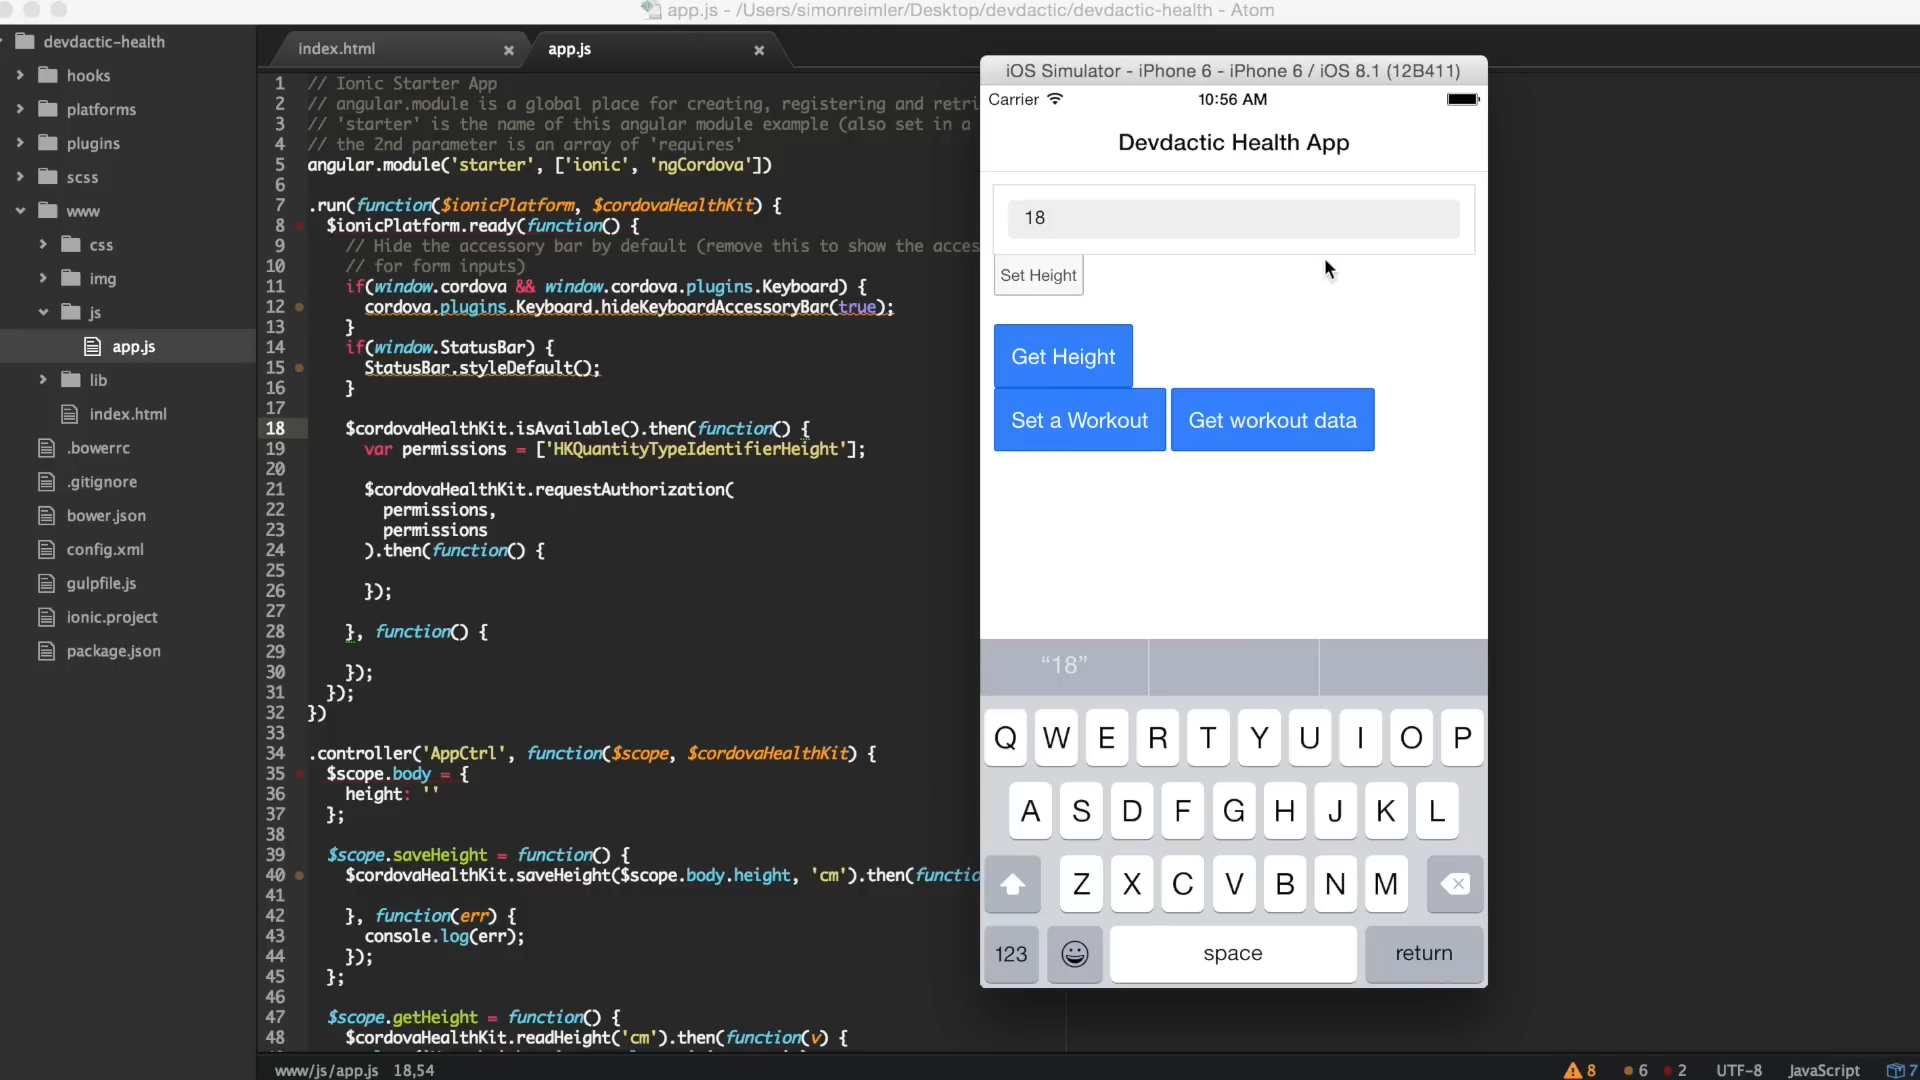 app.js - /Users/simonreimler/Desktop/devdactic/devdactic-health - Atom
devdactic-health
hooks
platforms
plugins
scss
www
css
img
js
app.js
lib
index.html
.bowerrc
.gitignore
bower.json
config.xml
gulpfile.js
ionic.project
package.json
index.html
app.js
1 // Ionic Starter App
2 // angular.module is a global place for creating, registering and retri
3 // 'starter' is the name of this angular module example (also set in a
4 // the 2nd parameter is an array of 'requires'
5 angular.module('starter', ['ionic', 'ngCordova'])
6
7 .run(function($ionicPlatform, $cordovaHealthKit) {
8 $ionicPlatform.ready(function() {
9 // Hide the accessory bar by default (remove this to show the acces
10 // for form inputs)
11 if(window.cordova && window.cordova.plugins.Keyboard) {
12 cordova.plugins.Keyboard.hideKeyboardAccessoryBar(true);
13 }
14 if(window.StatusBar) {
15 StatusBar.styleDefault();
16 }
17
18 $cordovaHealthKit.isAvailable().then(function() {
19 var permissions = ['HKQuantityTypeIdentifierHeight'];
20
21 $cordovaHealthKit.requestAuthorization(
22 permissions,
23 permissions
24 ).then(function() {
25
26 });
27
28 }, function() {
29
30 });
31 });
32 })
33
34 .controller('AppCtrl', function($scope, $cordovaHealthKit) {
35 $scope.body = {
36 height: ''
37 };
38
39 $scope.saveHeight = function() {
40 $cordovaHealthKit.saveHeight($scope.body.height, 'cm').then(functio
41
42 }, function(err) {
43 console.log(err);
44 });
45 };
46
47 $scope.getHeight = function() {
48 $cordovaHealthKit.readHeight('cm').then(function(v) {
www/js/app.js 18,54
8 6 2 UTF-8 JavaScript 7
iOS Simulator - iPhone 6 - iPhone 6 / iOS 8.1 (12B411)
Carrier 10:56 AM
Devdactic Health App
18
Set Height
Get Height
Set a Workout Get workout data
“18”
Q W E R T Y U I O P
A S D F G H J K L
Z X C V B N M
123 space return